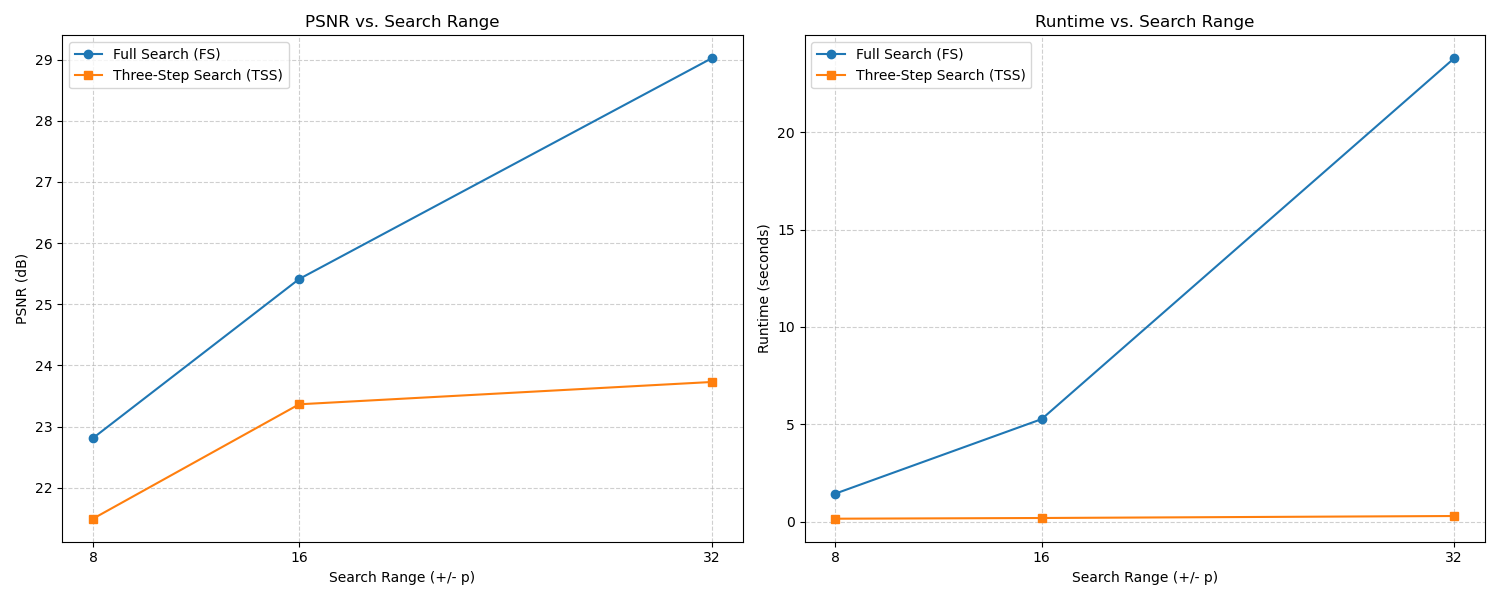 PSNR vs. Search Range
Full Search (FS)
Three-Step Search (TSS)
29
28
27
26
25
24
23
22
PSNR (dB)
8
16
32
Search Range (+/- p)
Runtime vs. Search Range
Full Search (FS)
Three-Step Search (TSS)
20
15
10
5
0
Runtime (seconds)
8
16
32
Search Range (+/- p)